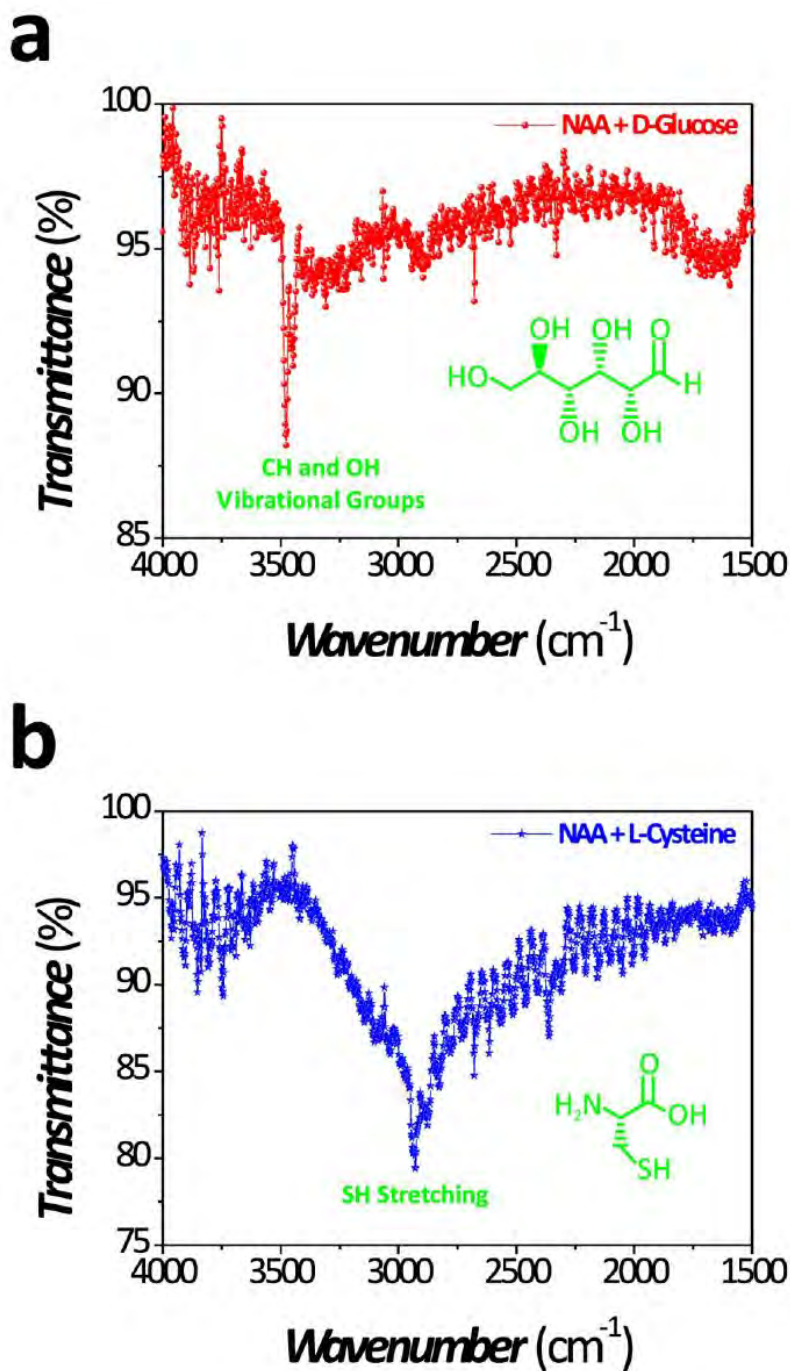 a
100
95
90
85
4000
3500
3000
2500
2000
1500
Transmittance (%)
Wavenumber (cm-1)
NAA + D-Glucose
OH
OH
O
HO
H
OH
OH
CH and OH
Vibrational Groups
b
100
95
90
85
80
75
4000
3500
3000
2500
2000
1500
Transmittance (%)
Wavenumber (cm-1)
NAA + L-Cysteine
O
H2N
OH
SH
SH Stretching